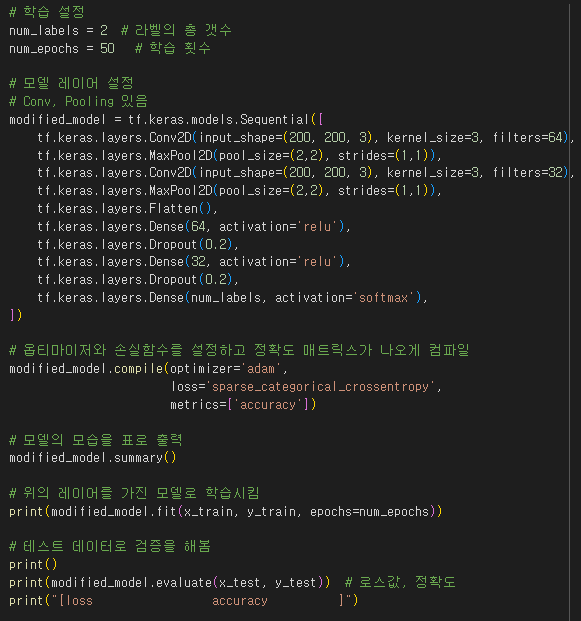 # 학습 설정
num_labels = 2  # 라벨의 총 갯수
num_epochs = 50   # 학습 횟수

# 모델 레이어 설정
# Conv, Pooling 있음
modified_model = tf.keras.models.Sequential([
    tf.keras.layers.Conv2D(input_shape=(200, 200, 3), kernel_size=3, filters=64),
    tf.keras.layers.MaxPool2D(pool_size=(2,2), strides=(1,1)),
    tf.keras.layers.Conv2D(input_shape=(200, 200, 3), kernel_size=3, filters=32),
    tf.keras.layers.MaxPool2D(pool_size=(2,2), strides=(1,1)),
    tf.keras.layers.Flatten(),
    tf.keras.layers.Dense(64, activation='relu'),
    tf.keras.layers.Dropout(0.2),
    tf.keras.layers.Dense(32, activation='relu'),
    tf.keras.layers.Dropout(0.2),
    tf.keras.layers.Dense(num_labels, activation='softmax'),
])

# 옵티마이저와 손실함수를 설정하고 정확도 매트릭스가 나오게 컴파일
modified_model.compile(optimizer='adam',
                       loss='sparse_categorical_crossentropy',
                       metrics=['accuracy'])

# 모델의 모습을 표로 출력
modified_model.summary()

# 위의 레이어를 가진 모델로 학습시킴
print(modified_model.fit(x_train, y_train, epochs=num_epochs))

# 테스트 데이터로 검증을 해봄
print()
print(modified_model.evaluate(x_test, y_test))  # 로스값, 정확도
print("[loss                 accuracy          ]")